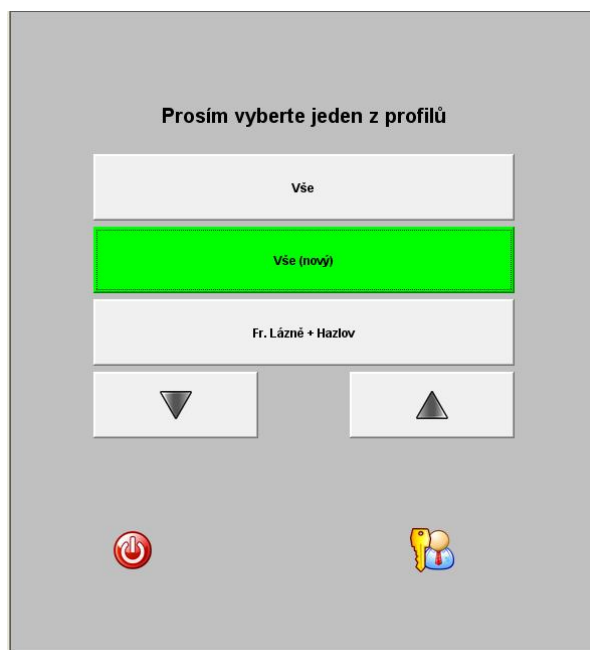 Prosím vyberte jeden z profilů
Vše
Vše (nový)
Fr. Lázně + Hazlov